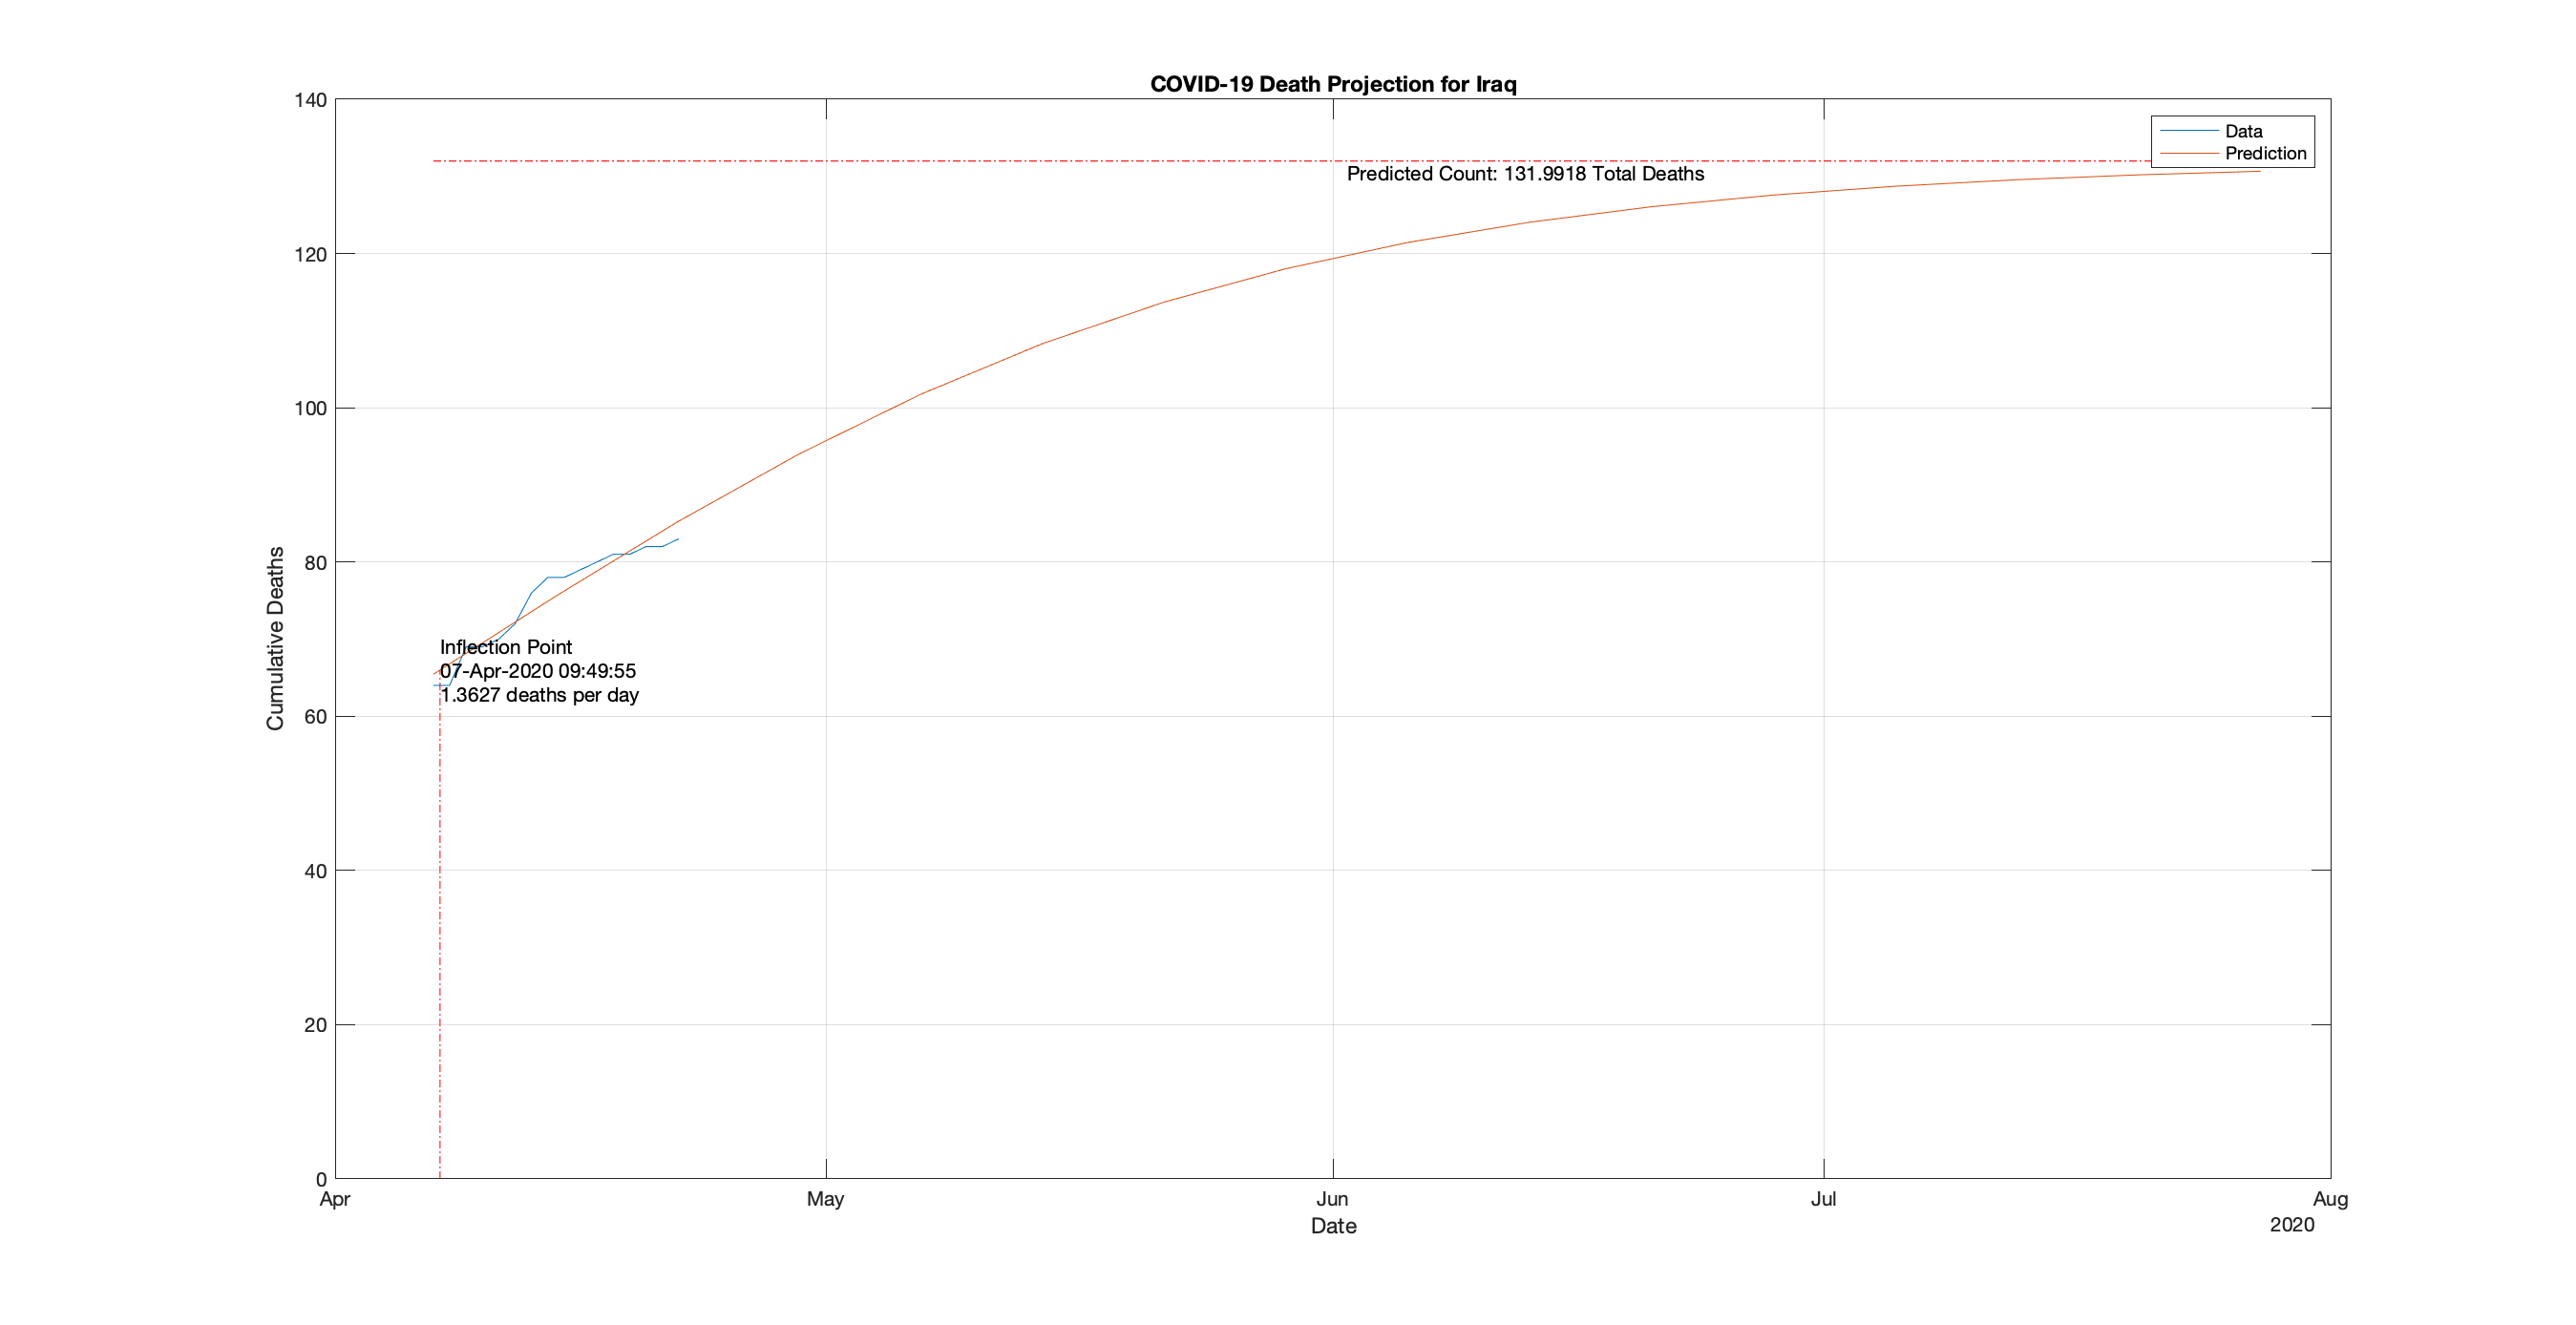 COVID-19 Death Projection for Iraq
140
120
100
80
60
40
20
0
Cumulative Deaths
Data
Prediction
Predicted Count: 131.9918 Total Deaths
Inflection Point
07-Apr-2020 09:49:55
1.3627 deaths per day
Apr May Jun Jul Aug
Date
2020